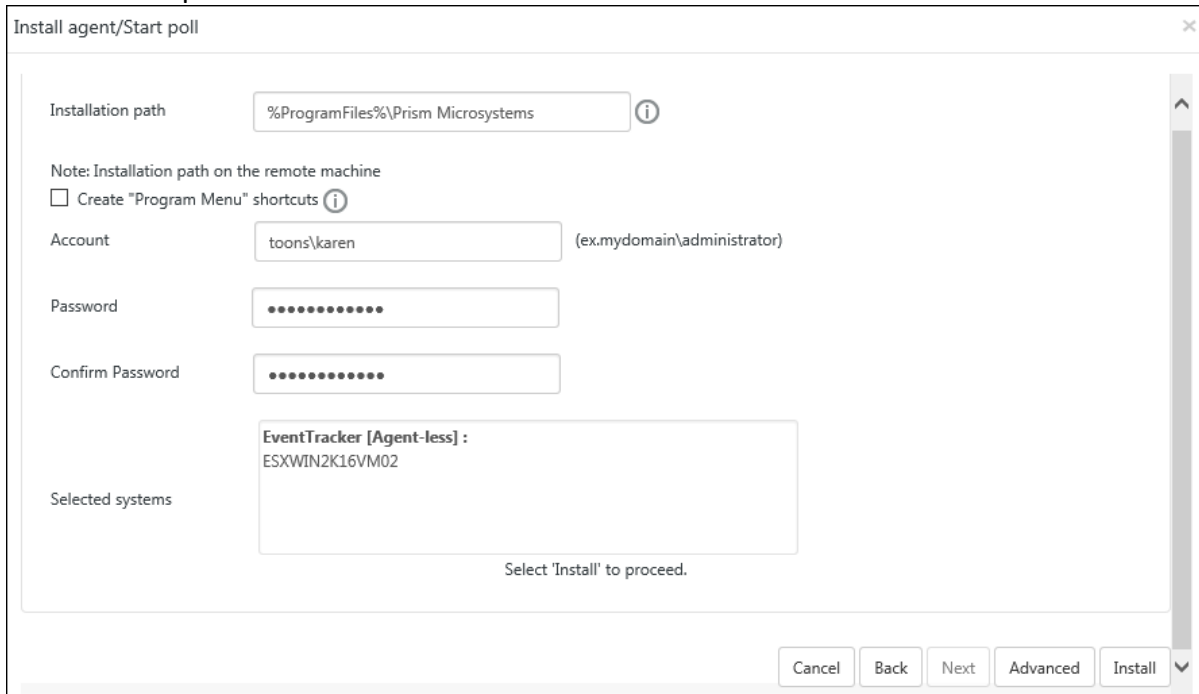 Install agent/Start poll
Installation path
%ProgramFiles%\Prism Microsystems
Note: Installation path on the remote machine
Create "Program Menu" shortcuts
Account
toons\karen
(ex.mydomain\administrator)
Password
••••••••••••
Confirm Password
••••••••••••
EventTracker [Agent-less] :
ESXWIN2K16VM02
Selected systems
Select 'Install' to proceed.
Cancel
Back
Next
Advanced
Install